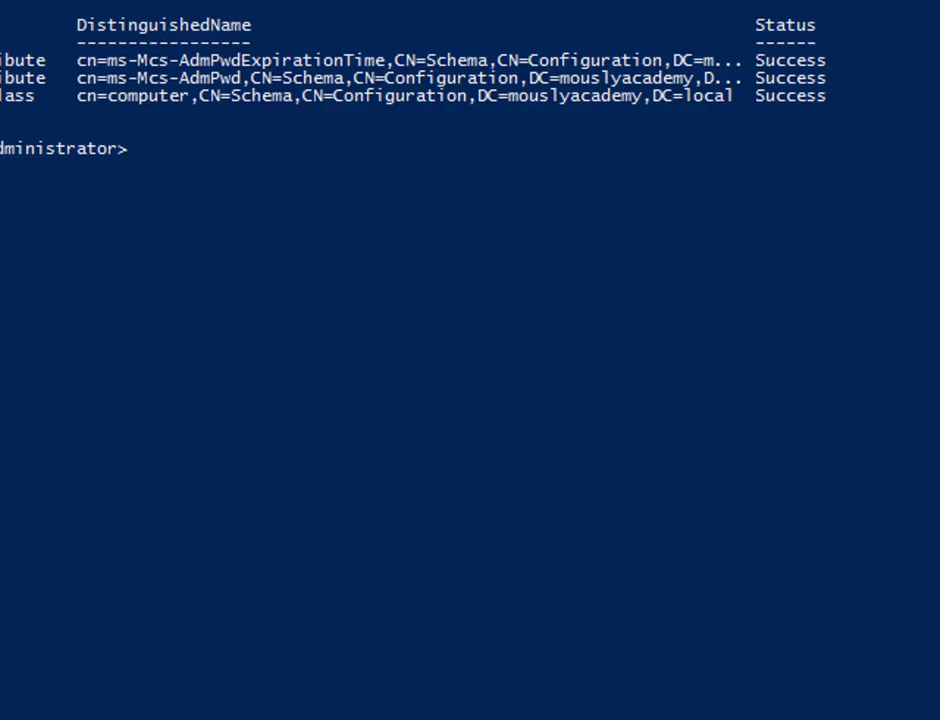 DistinguishedName Status
----------------- ------
ibute cn=ms-Mcs-AdmPwdExpirationTime,CN=Schema,CN=Configuration,DC=m... Success
ibute cn=ms-Mcs-AdmPwd,CN=Schema,CN=Configuration,DC=mouslyacademy,D... Success
lass cn=computer,CN=Schema,CN=Configuration,DC=mouslyacademy,DC=local Success
dministrator>